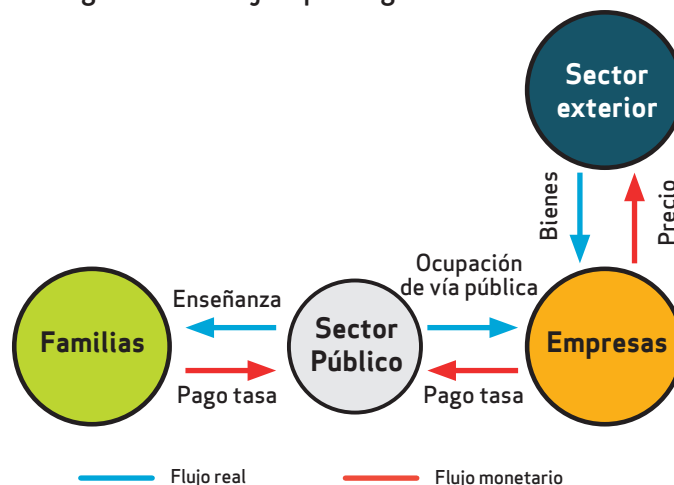 Sector
exterior
Bienes
Precio
Ocupación
de vía pública
Enseñanza
Familias
Sector
Público
Empresas
Pago tasa
Pago tasa
Flujo real
Flujo monetario